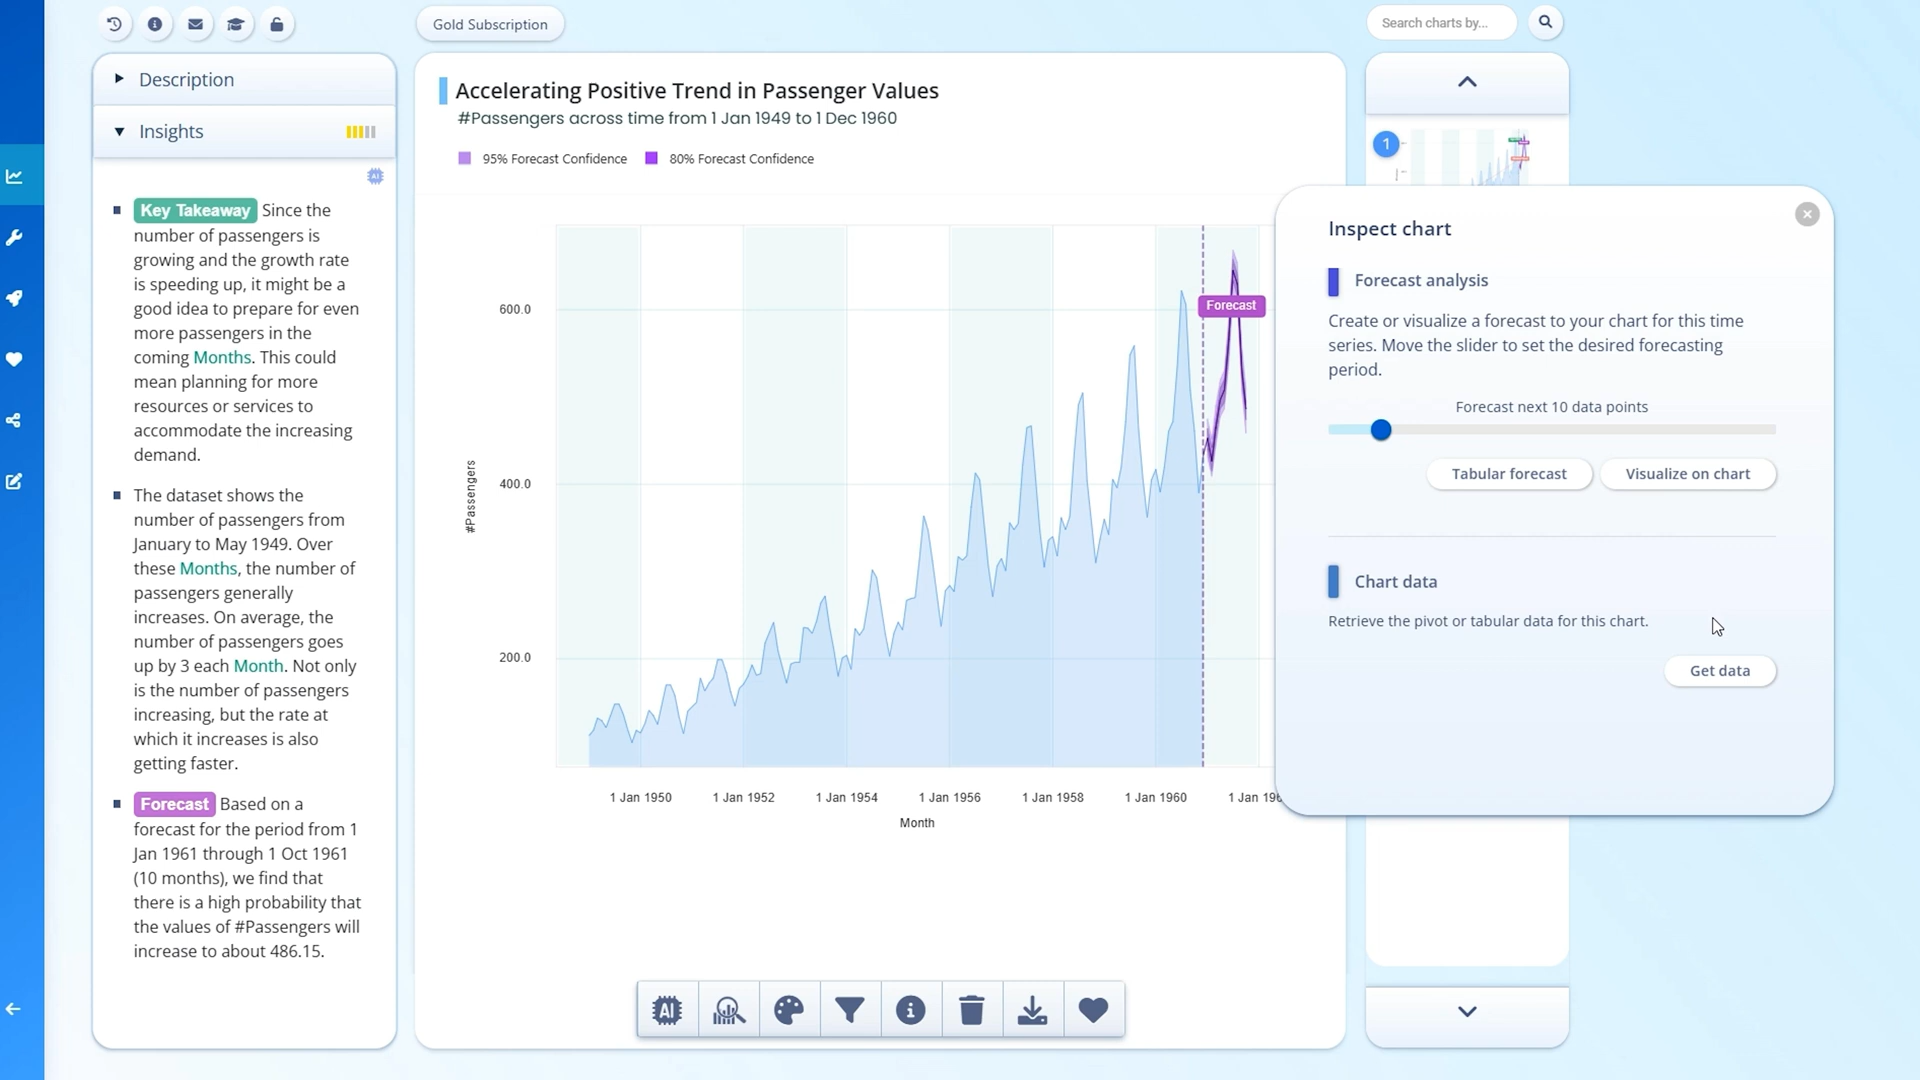 Gold Subscription
Search charts by...
Description
Insights
AI
Key Takeaway Since the
number of passengers is
growing and the growth rate
is speeding up, it might be a
good idea to prepare for even
more passengers in the
coming Months. This could
mean planning for more
resources or services to
accommodate the increasing
demand.
The dataset shows the
number of passengers from
January to May 1949. Over
these Months, the number of
passengers generally
increases. On average, the
number of passengers goes
up by 3 each Month. Not only
is the number of passengers
increasing, but the rate at
which it increases is also
getting faster.
Forecast Based on a
forecast for the period from 1
Jan 1961 through 1 Oct 1961
(10 months), we find that
there is a high probability that
the values of #Passengers will
increase to about 486.15.
Accelerating Positive Trend in Passenger Values
#Passengers across time from 1 Jan 1949 to 1 Dec 1960
95% Forecast Confidence 80% Forecast Confidence
Forecast
600.0
400.0
200.0
#Passengers
1 Jan 1950 1 Jan 1952 1 Jan 1954 1 Jan 1956 1 Jan 1958 1 Jan 1960 1 Jan 196
Month
AI
1
Inspect chart
Forecast analysis
Create or visualize a forecast to your chart for this time
series. Move the slider to set the desired forecasting
period.
Forecast next 10 data points
Tabular forecast Visualize on chart
Chart data
Retrieve the pivot or tabular data for this chart.
Get data